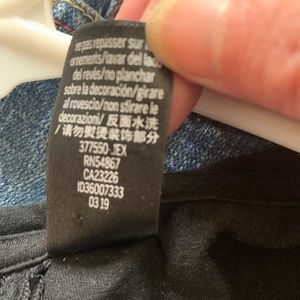 ne pas repasser sur les
ornements/lavar del lado
del revés/no planchar
sobre la decoración/girare
al rovescio/non stirare le
decorazioni/ 反面水洗
/请勿熨烫装饰部分
377550-JEX
RN54867
CA23226
ID36007333
03 19